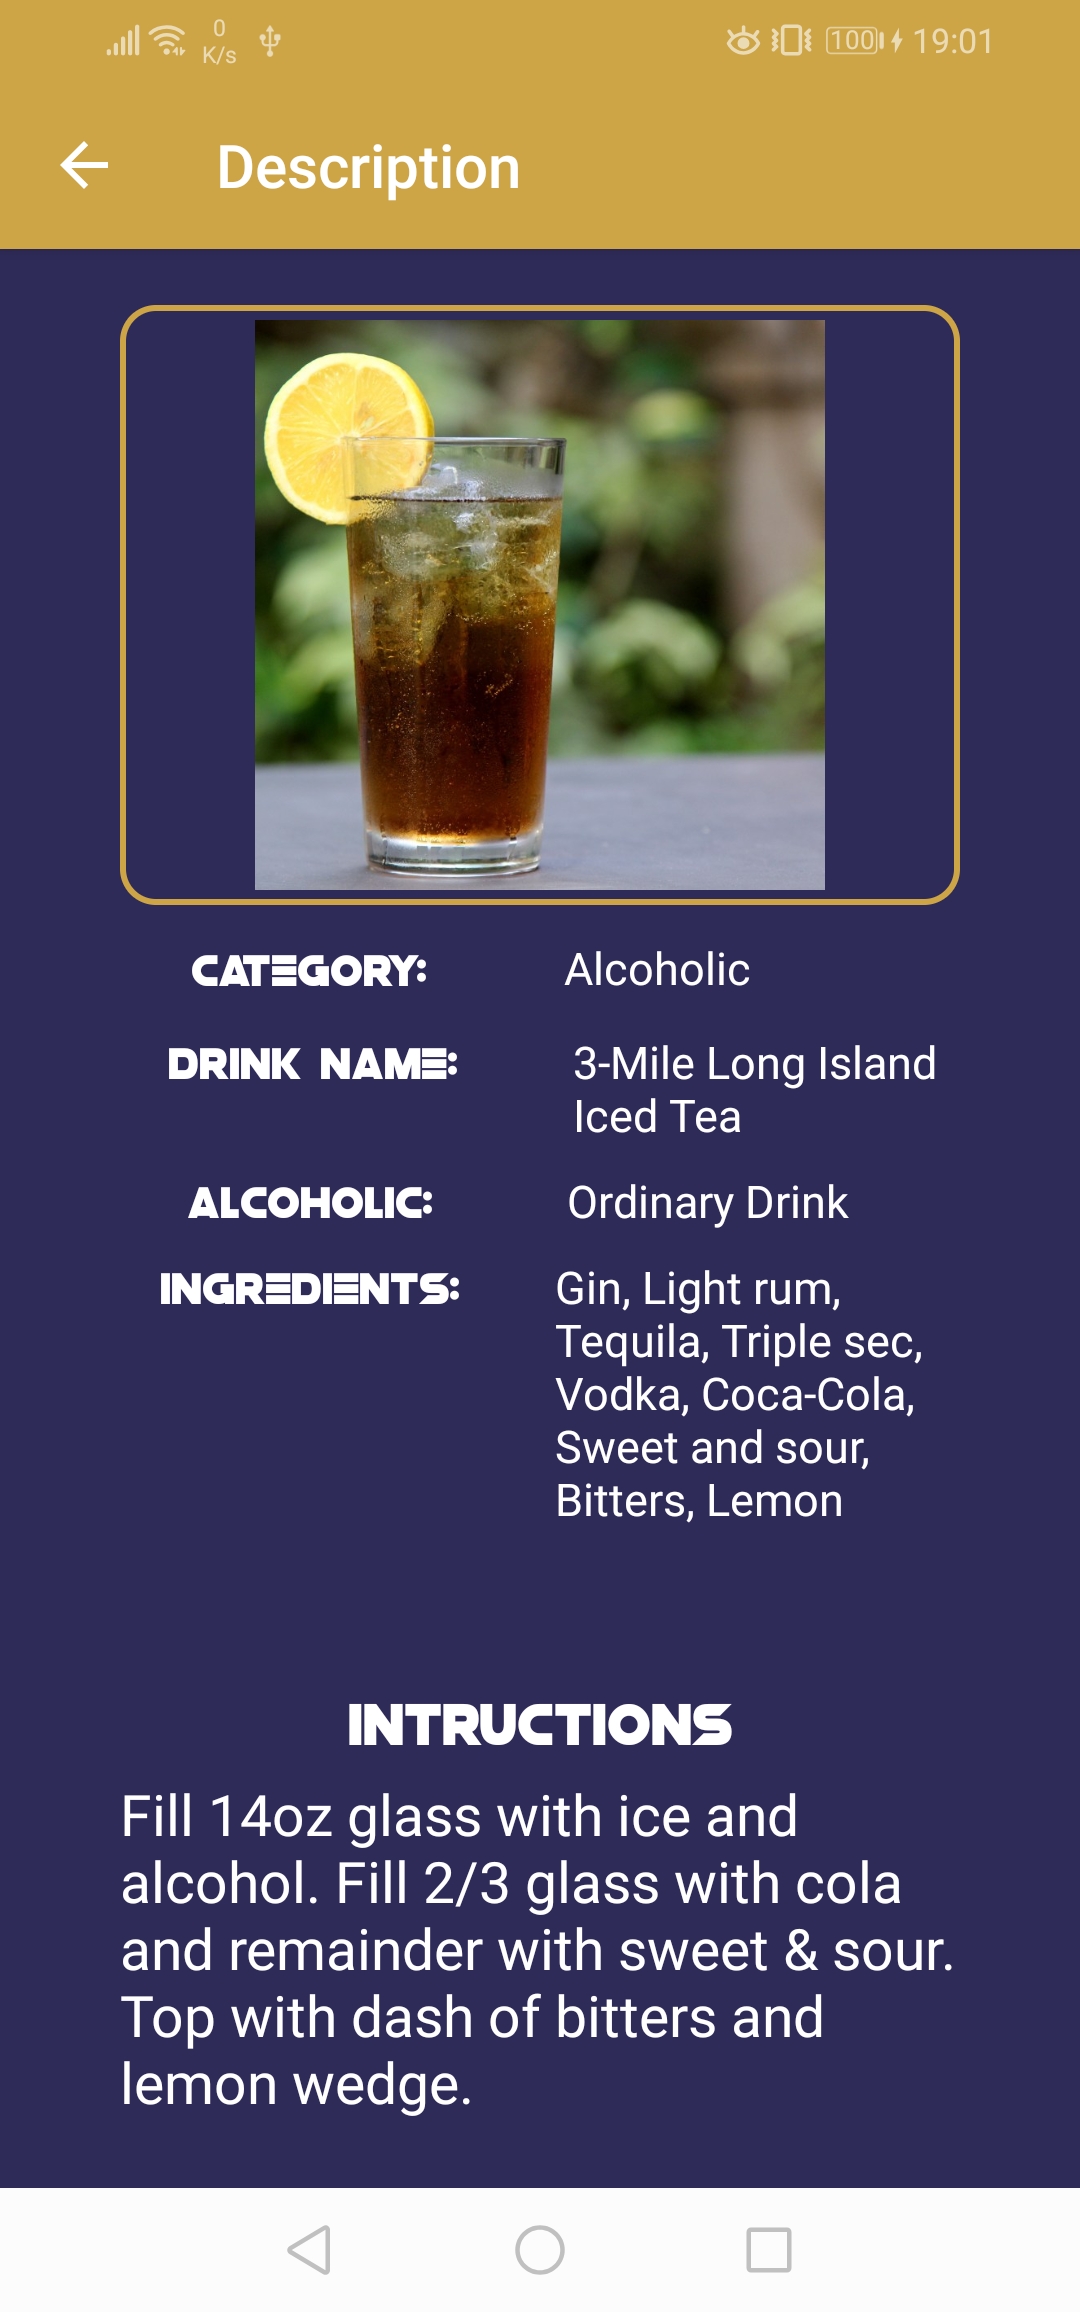 0
K/s
100
19:01
Description
CATEGORY: Alcoholic
DRINK NAME: 3-Mile Long Island
Iced Tea
ALCOHOLIC: Ordinary Drink
INGREDIENTS: Gin, Light rum,
Tequila, Triple sec,
Vodka, Coca-Cola,
Sweet and sour,
Bitters, Lemon
INTRUCTIONS
Fill 14oz glass with ice and
alcohol. Fill 2/3 glass with cola
and remainder with sweet & sour.
Top with dash of bitters and
lemon wedge.